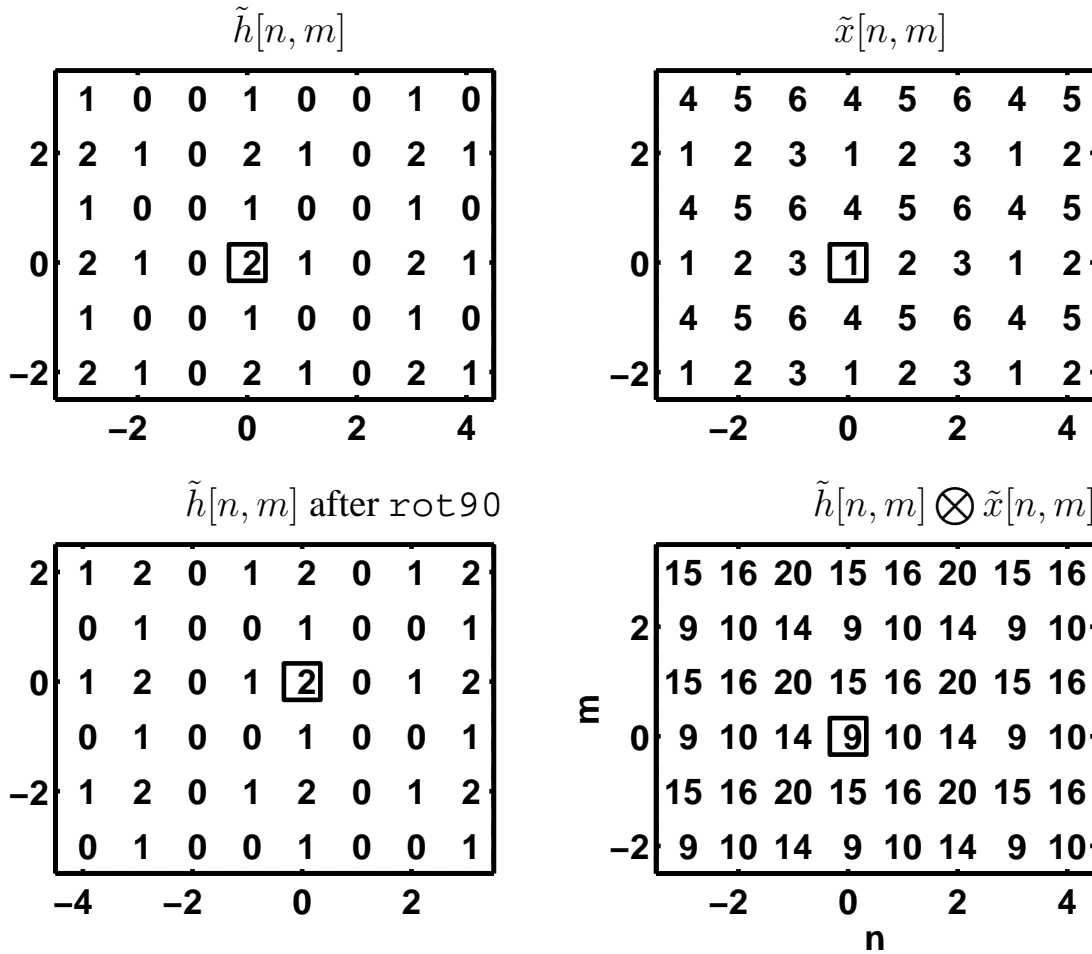 h̃[n, m]
1 0 0 1 0 0 1 0
2 2 1 0 2 1 0 2 1
1 0 0 1 0 0 1 0
0 2 1 0 2 1 0 2 1
1 0 0 1 0 0 1 0
−2 2 1 0 2 1 0 2 1
−2 0 2 4
x̃[n, m]
4 5 6 4 5 6 4 5
2 1 2 3 1 2 3 1 2
4 5 6 4 5 6 4 5
0 1 2 3 1 2 3 1 2
4 5 6 4 5 6 4 5
−2 1 2 3 1 2 3 1 2
−2 0 2 4
h̃[n, m] after rot90
2 1 2 0 1 2 0 1 2
0 1 0 0 1 0 0 1
0 1 2 0 1 2 0 1 2
0 1 0 0 1 0 0 1
−2 1 2 0 1 2 0 1 2
0 1 0 0 1 0 0 1
−4 −2 0 2
h̃[n, m] ⊗ x̃[n, m]
15 16 20 15 16 20 15 16
2 9 10 14 9 10 14 9 10
15 16 20 15 16 20 15 16
m
0 9 10 14 9 10 14 9 10
15 16 20 15 16 20 15 16
−2 9 10 14 9 10 14 9 10
−2 0 2 4
n